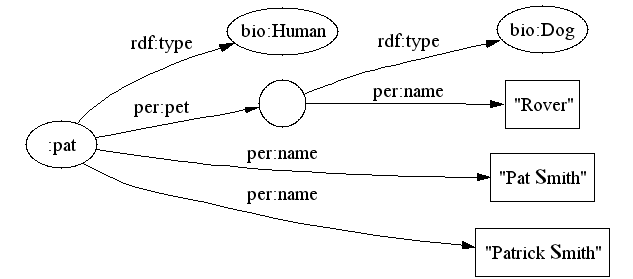 bio:Human
bio:Dog
rdf:type
rdf:type
per:name
per:pet
"Rover"
:pat
per:name
"Pat Smith"
per:name
"Patrick Smith"